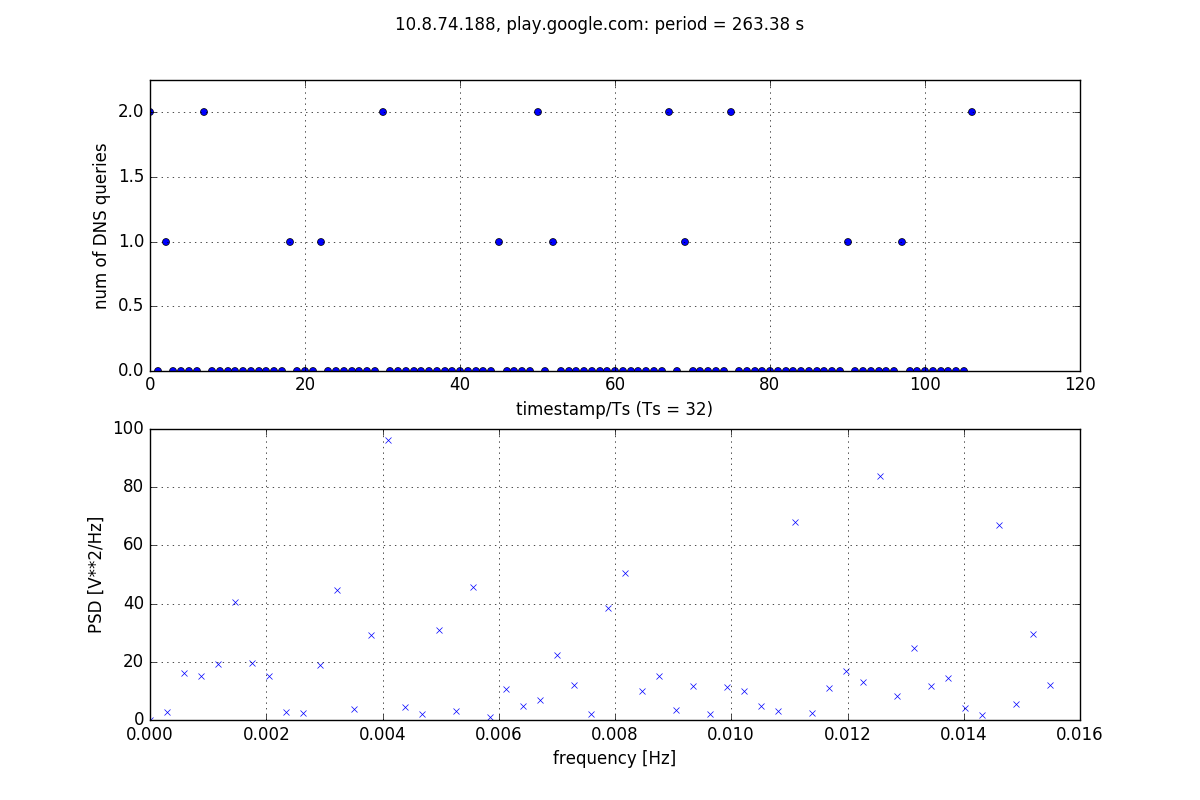 10.8.74.188, play.google.com: period = 263.38 s
2.0
1.5
1.0
0.5
0.0
num of DNS queries
0 20 40 60 80 100 120
timestamp/Ts (Ts = 32)
100
80
60
40
20
0
PSD [V**2/Hz]
0.000 0.002 0.004 0.006 0.008 0.010 0.012 0.014 0.016
frequency [Hz]